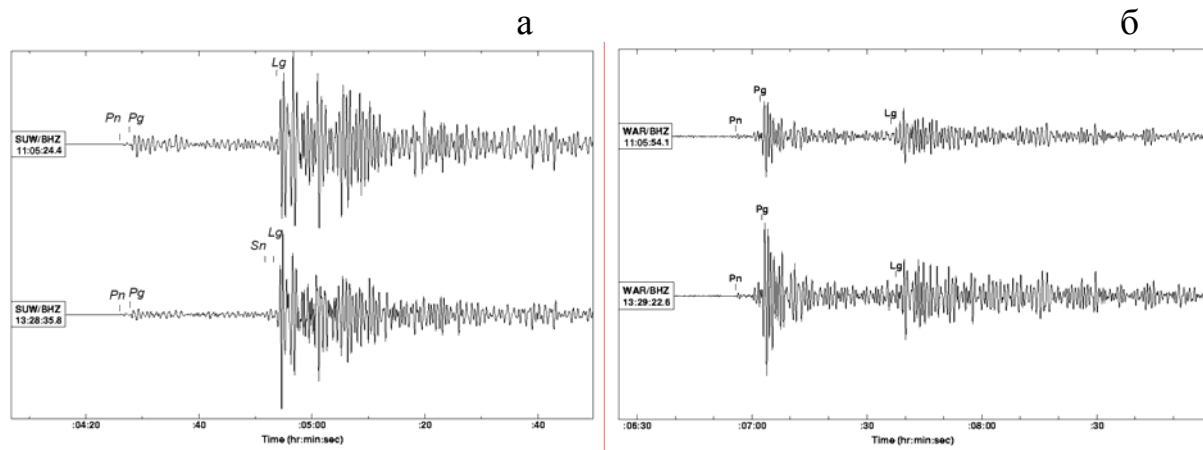 а
Pn Pg Lg
SUW/BHZ
11:05:24.4
Pn Pg Sn Lg
SUW/BHZ
13:28:35.8
:04:20 :40 :05:00 :20 :40
Time (hr:min:sec)
б
Pn Pg Lg
WAR/BHZ
11:05:54.1
Pn Pg Lg
WAR/BHZ
13:29:22.6
:06:30 :07:00 :30 :08:00 :30
Time (hr:min:sec)